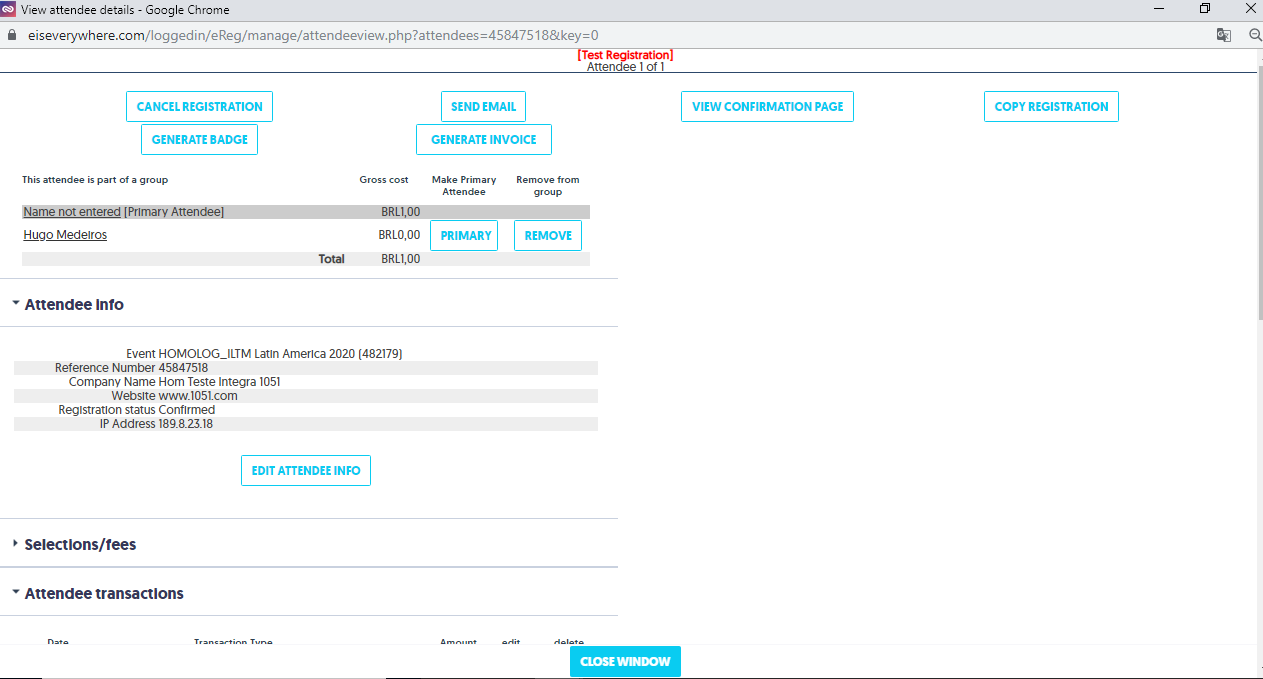 View attendee details - Google Chrome
eiseverywhere.com/loggedin/eReg/manage/attendeeview.php?attendees=45847518&key=0
[Test Registration]
Attendee 1 of 1
CANCEL REGISTRATION SEND EMAIL VIEW CONFIRMATION PAGE COPY REGISTRATION
GENERATE BADGE GENERATE INVOICE
This attendee is part of a group Gross cost Make Primary Attendee Remove from group
Name not entered [Primary Attendee] BRL1,00
Hugo Medeiros BRL0,00 PRIMARY REMOVE
Total BRL1,00
Attendee info
Event HOMOLOG_ILTM Latin America 2020 (482179)
Reference Number 45847518
Company Name Hom Teste Integra 1051
Website www.1051.com
Registration status Confirmed
IP Address 189.8.23.18
EDIT ATTENDEE INFO
Selections/fees
Attendee transactions
Date Transaction Type Amount edit delete
CLOSE WINDOW